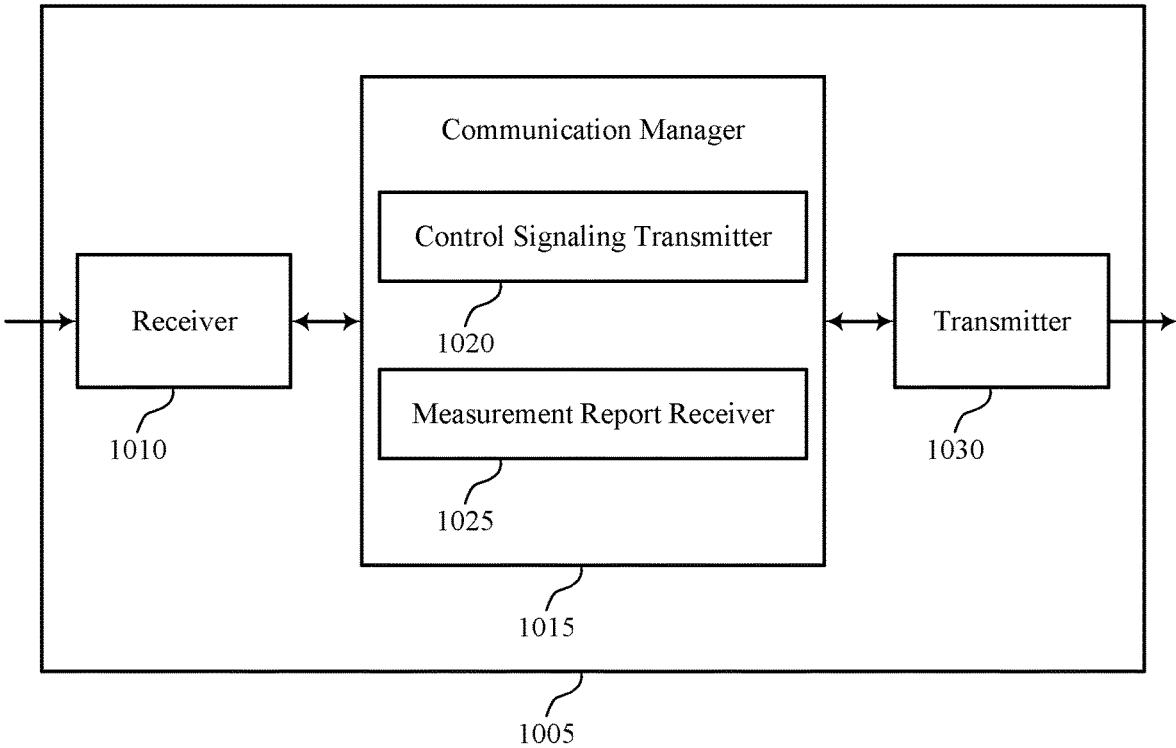 Communication Manager
Control Signaling Transmitter
Receiver
Transmitter
1020
Measurement Report Receiver
1010
1030
1025
1015
1005